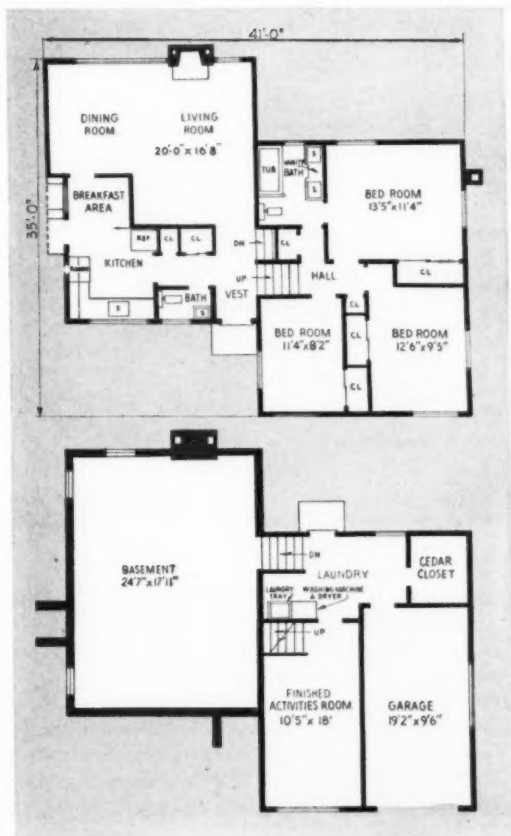 41'-0"
35'-0"
DINING
ROOM
LIVING
ROOM
20'-0" x 16'8"
TUB
VANITY
BATH
S
S
BED ROOM
13'5" x 11'4"
BREAKFAST
AREA
REF
CL
CL
DN
CL
KITCHEN
RANGE
UP
HALL
CL
BATH
S
VEST
S
CL
CL
CL
BED ROOM
11'4" x 8'2"
BED ROOM
12'6" x 9'5"
BASEMENT
24'7" x 17'11"
DN
LAUNDRY
CEDAR
CLOSET
LAUNDRY
TRAY
WASHING MACHINE
& DRYER
UP
FINISHED
ACTIVITIES ROOM
10'5" x 18'
GARAGE
19'2" x 9'6"